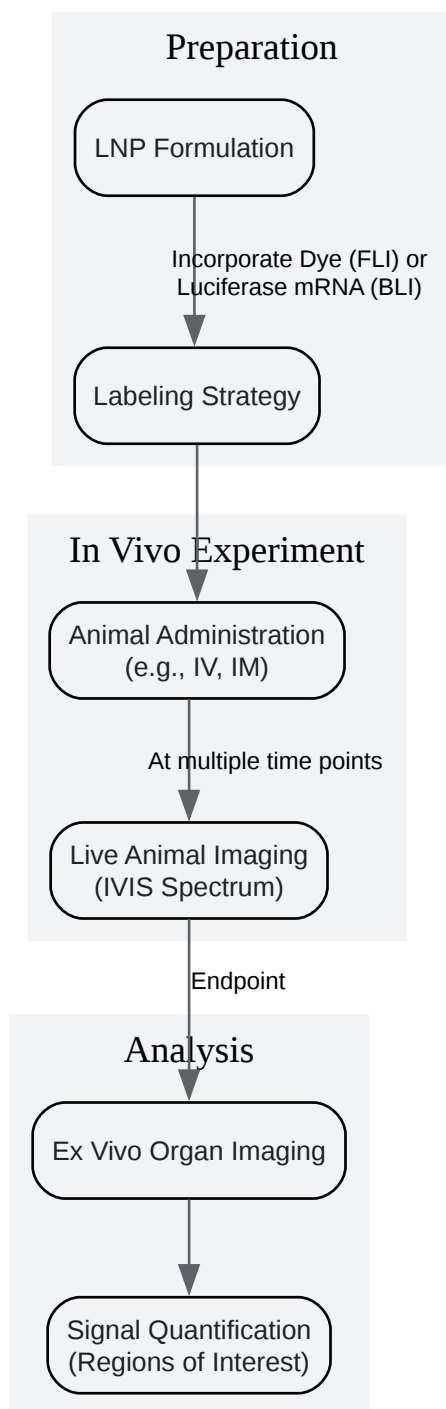 Preparation
LNP Formulation
Incorporate Dye (FLI) or
Luciferase mRNA (BLI)
Labeling Strategy
In Vivo Experiment
Animal Administration
(e.g., IV, IM)
At multiple time points
Live Animal Imaging
(IVIS Spectrum)
Endpoint
Analysis
Ex Vivo Organ Imaging
Signal Quantification
(Regions of Interest)